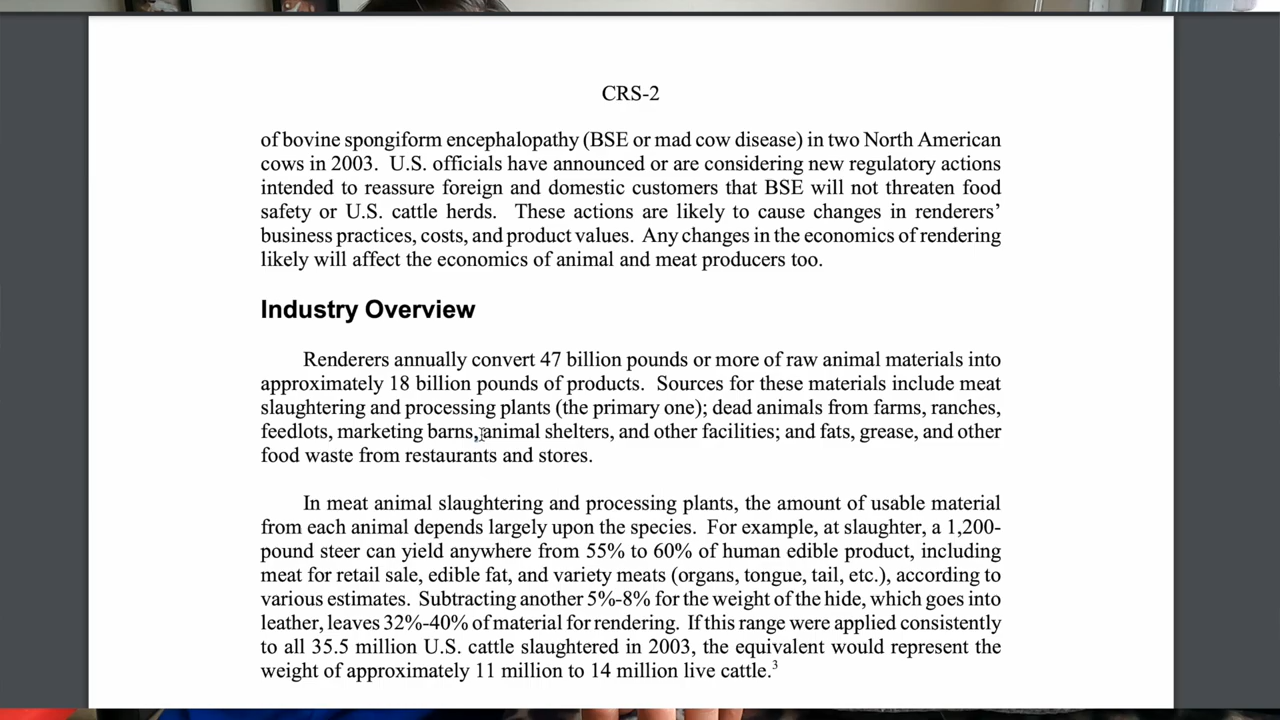 CRS-2
of bovine spongiform encephalopathy (BSE or mad cow disease) in two North American
cows in 2003. U.S. officials have announced or are considering new regulatory actions
intended to reassure foreign and domestic customers that BSE will not threaten food
safety or U.S. cattle herds. These actions are likely to cause changes in renderers’
business practices, costs, and product values. Any changes in the economics of rendering
likely will affect the economics of animal and meat producers too.
Industry Overview
Renderers annually convert 47 billion pounds or more of raw animal materials into
approximately 18 billion pounds of products. Sources for these materials include meat
slaughtering and processing plants (the primary one); dead animals from farms, ranches,
feedlots, marketing barns, animal shelters, and other facilities; and fats, grease, and other
food waste from restaurants and stores.
In meat animal slaughtering and processing plants, the amount of usable material
from each animal depends largely upon the species. For example, at slaughter, a 1,200-
pound steer can yield anywhere from 55% to 60% of human edible product, including
meat for retail sale, edible fat, and variety meats (organs, tongue, tail, etc.), according to
various estimates. Subtracting another 5%-8% for the weight of the hide, which goes into
leather, leaves 32%-40% of material for rendering. If this range were applied consistently
to all 35.5 million U.S. cattle slaughtered in 2003, the equivalent would represent the
weight of approximately 11 million to 14 million live cattle.³